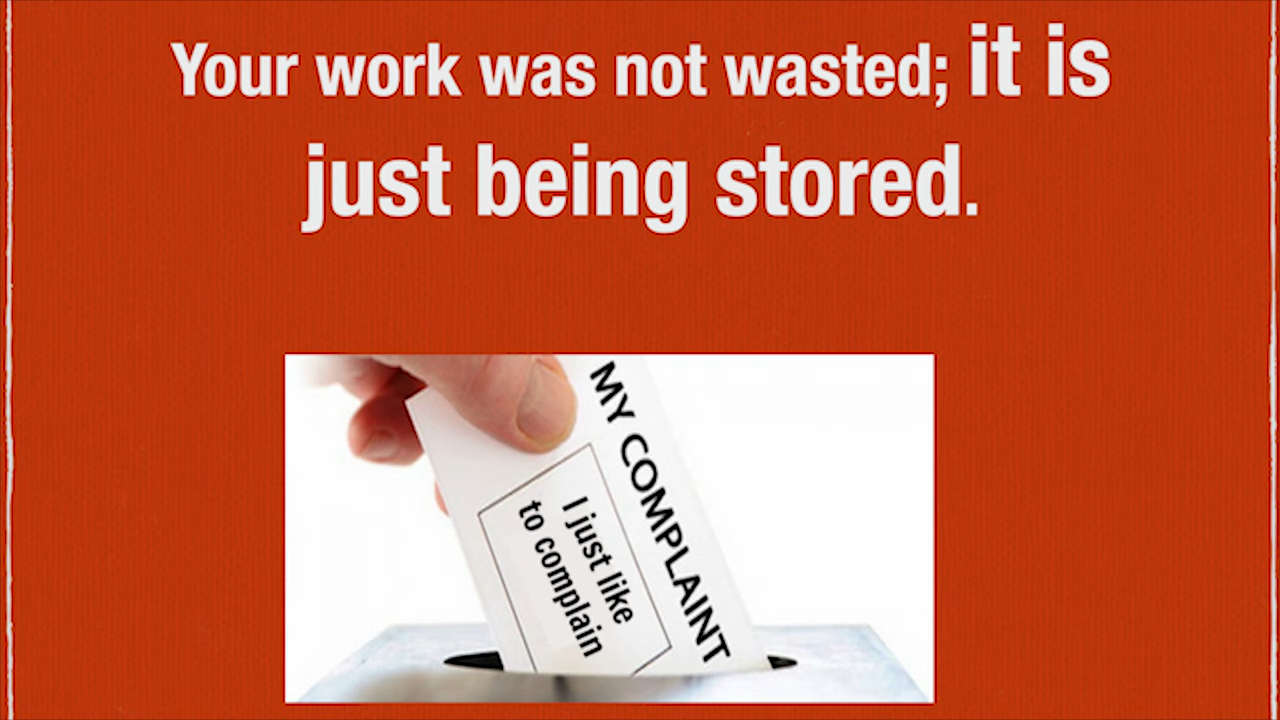 Your work was not wasted; it is
just being stored.
MY COMPLAINT
I just like
to complain